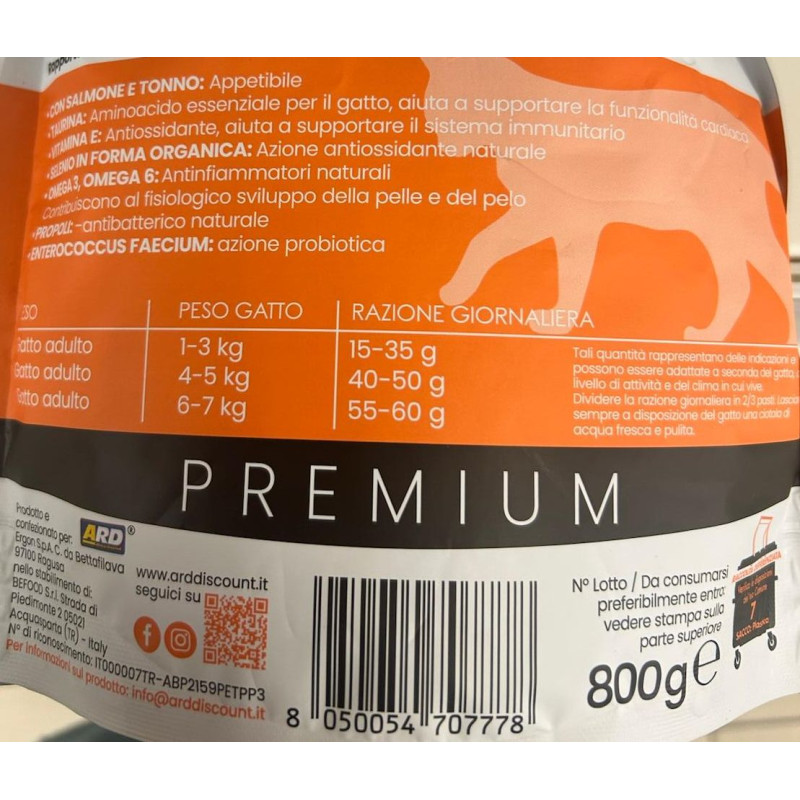 •CON SALMONE E TONNO: Appetibile
•TAURINA: Aminoacido essenziale per il gatto, aiuta a supportare la funzionalità cardiaca
•VITAMINA E: Antiossidante, aiuta a supportare il sistema immunitario
•SELENIO IN FORMA ORGANICA: Azione antiossidante naturale
•OMEGA 3, OMEGA 6: Antinfiammatori naturali
Contribuiscono al fisiologico sviluppo della pelle e del pelo
•PROPOLI: -antibatterico naturale
•ENTEROCOCCUS FAECIUM: azione probiotica
PESO GATTO RAZIONE GIORNALIERA
Gatto adulto 1-3 kg 15-35 g
Gatto adulto 4-5 kg 40-50 g
Gatto adulto 6-7 kg 55-60 g
Tali quantità rappresentano delle indicazioni e
possono essere adattate a seconda del gatto,
livello di attività e del clima in cui vive.
Dividere la razione giornaliera in 2/3 pasti. Lasciare
sempre a disposizione del gatto una ciotola di
acqua fresca e pulita.
PREMIUM
Prodotto e
confezionato per: ARD®
Ergon S.p.A. C. da Bettafilava
97100 Ragusa
nello stabilimento di:
BEFOOD S.r.l. Strada di
Piedimonte 2 05021
Acquasparta (TR) - Italy
N° di riconoscimento: IT000007TR-ABP2159PETPP3
Per informazioni sul prodotto: info@arddiscount.it
www.arddiscount.it
seguici su
8 050054 707778
N° Lotto / Da consumarsi
preferibilmente entro:
vedere stampa sulla
parte superiore
800g e
RACCOLTA DIFFERENZIATA
7
SACCO-Plastica